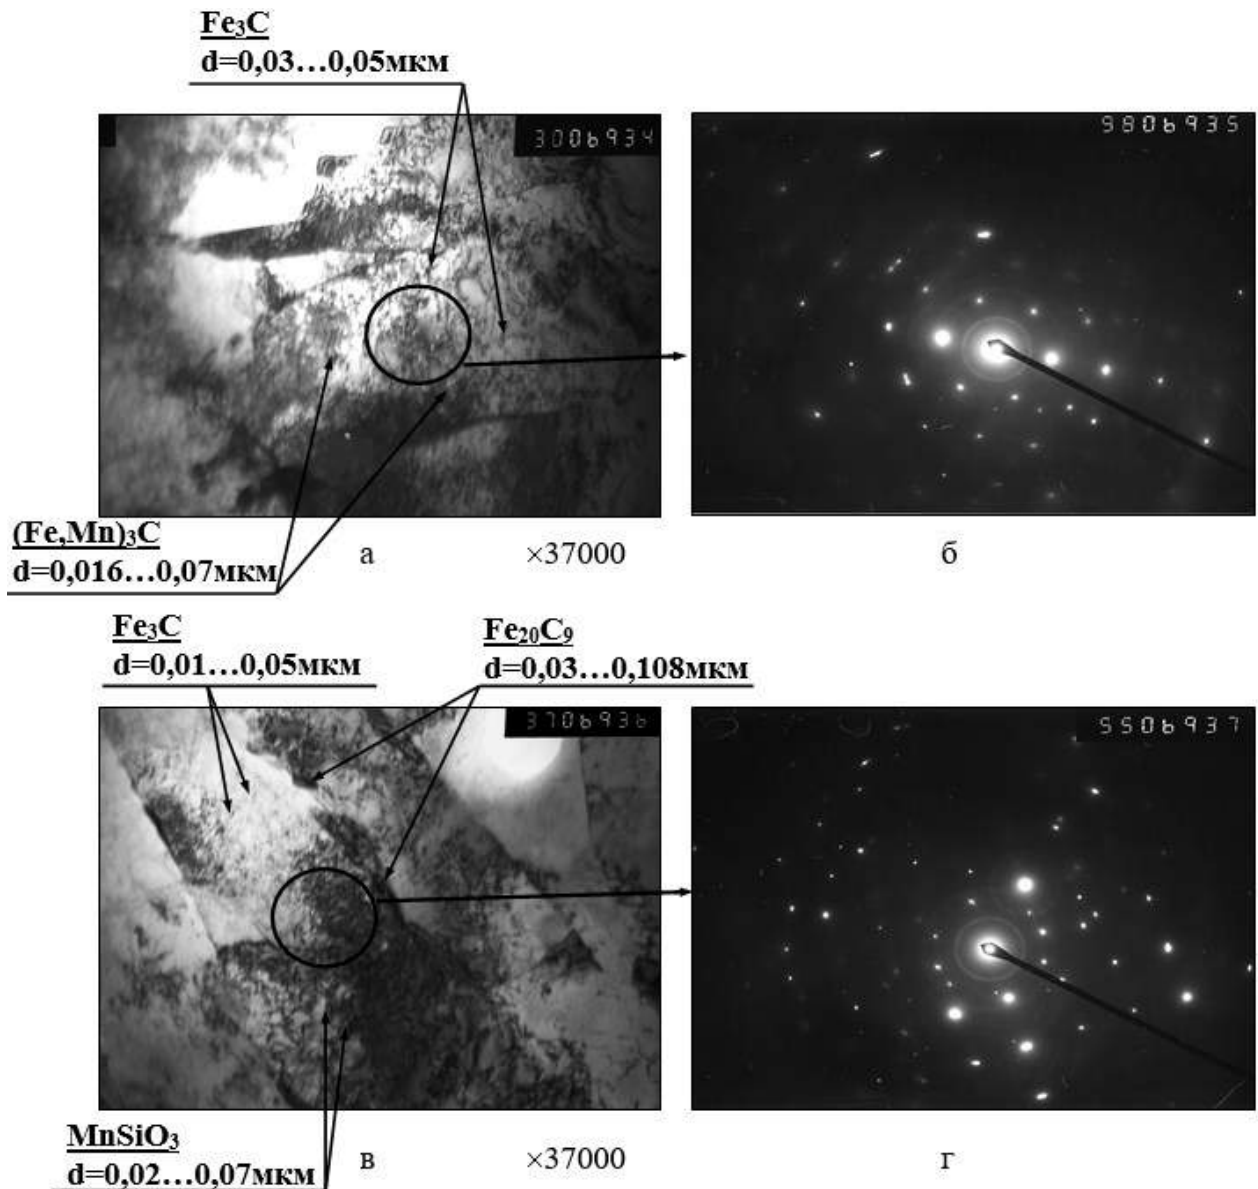 Fe₃C
d=0,03...0,05мкм
3006934
9806935
(Fe,Mn)₃C
d=0,016...0,07мкм
а
×37000
б
Fe₃C
d=0,01...0,05мкм
Fe₂₀C₉
d=0,03...0,108мкм
3706936
5506937
MnSiO₃
d=0,02...0,07мкм
в
×37000
г